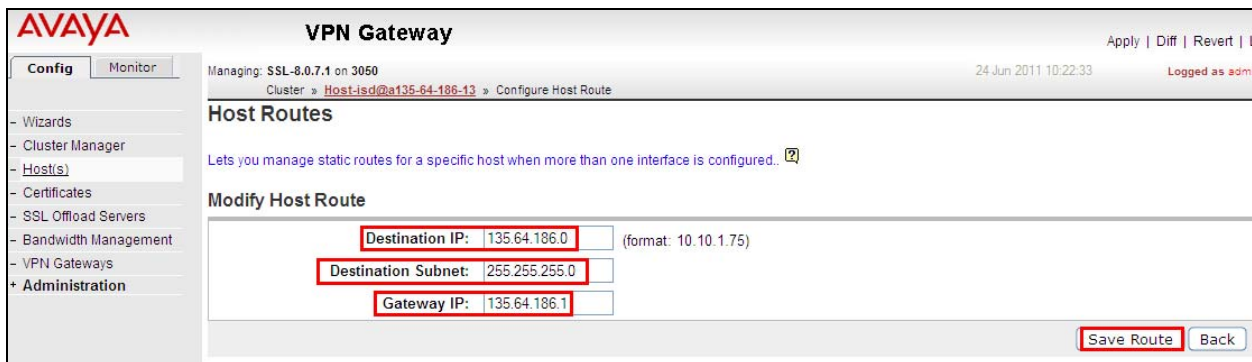 AVAYA
VPN Gateway
Apply | Diff | Revert |
Config
Monitor
Managing: SSL-8.0.7.1 on 3050
24 Jun 2011 10:22:33
Logged as adm
Cluster » Host-isd@a135-64-186-13 » Configure Host Route
- Wizards
- Cluster Manager
- Host(s)
- Certificates
- SSL Offload Servers
- Bandwidth Management
- VPN Gateways
+ Administration
Host Routes
Lets you manage static routes for a specific host when more than one interface is configured.. [?]
Modify Host Route
Destination IP: 135.64.186.0 (format: 10.10.1.75)
Destination Subnet: 255.255.255.0
Gateway IP: 135.64.186.1
Save Route
Back